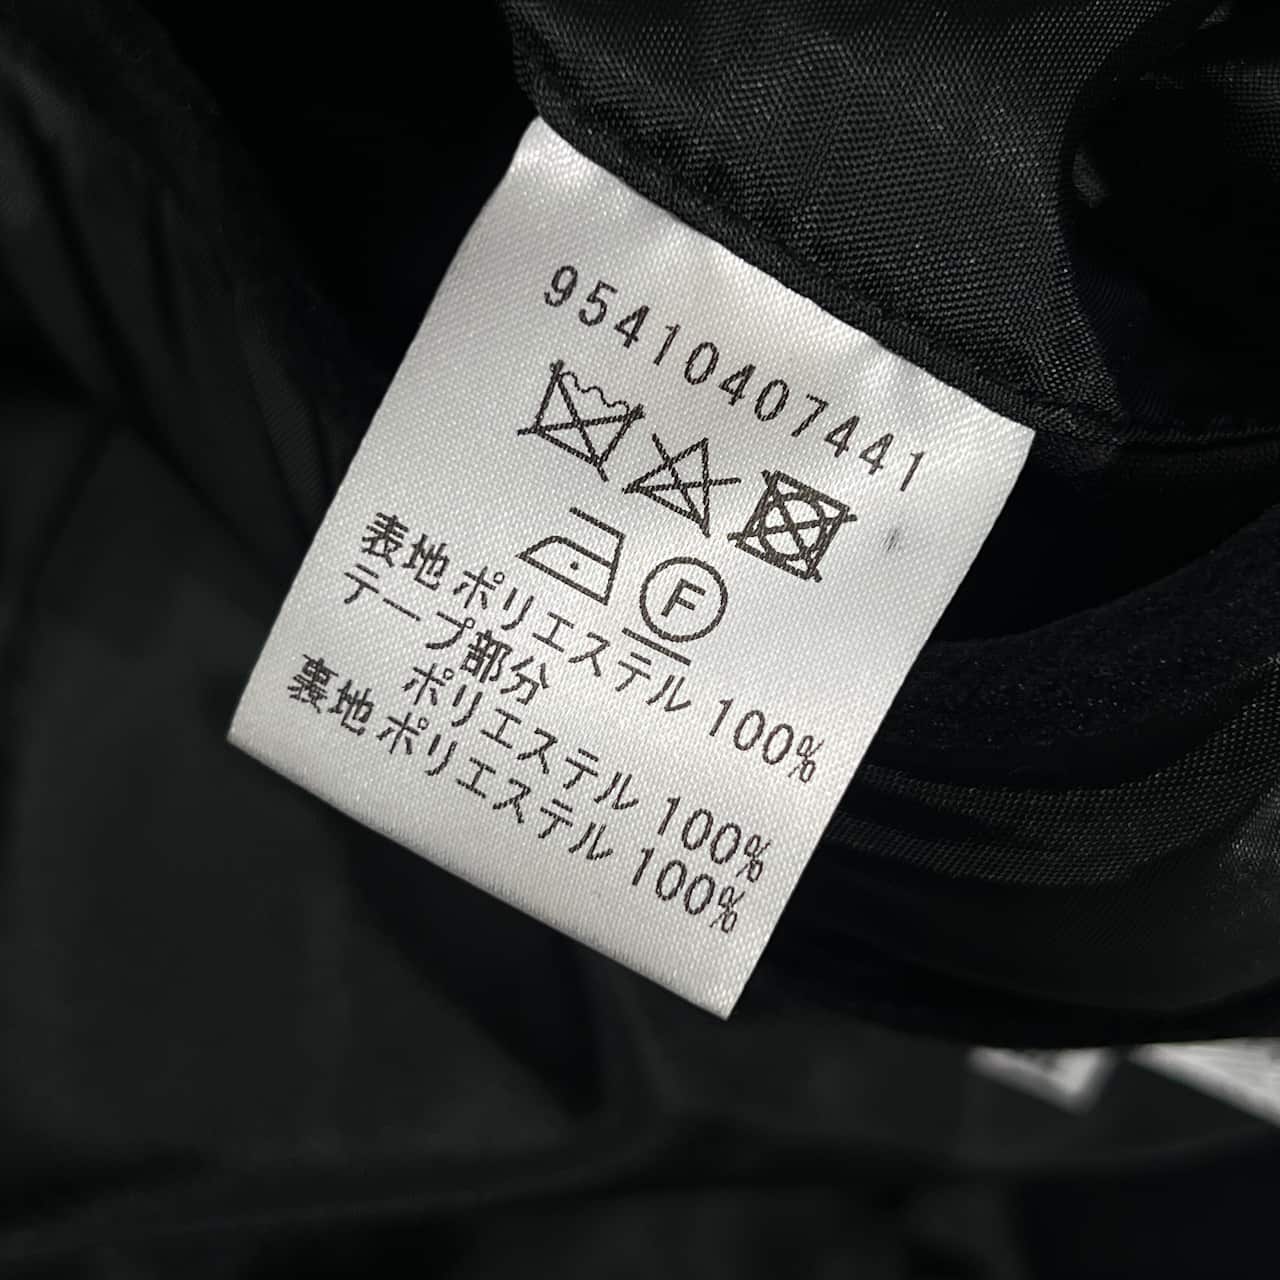 95410407441
F
表地 ポリエステル 100%
テープ部分
ポリエステル 100%
裏地 ポリエステル 100%